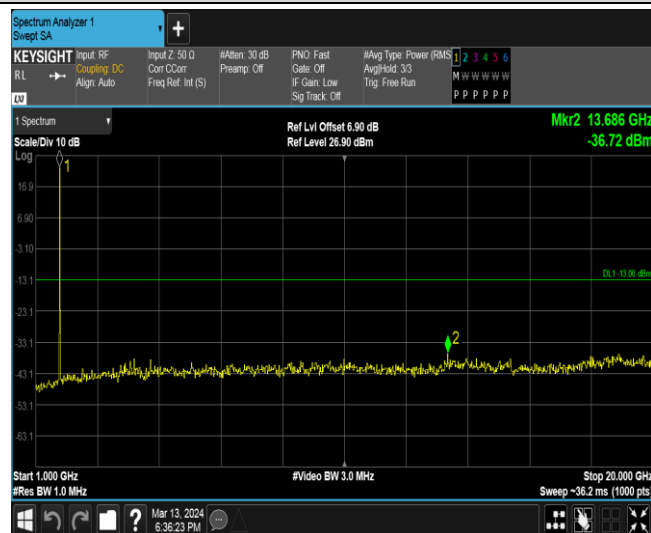 Spectrum Analyzer 1
Swept SA
+
KEYSIGHT
RL
LXI
Input: RF
Coupling: DC
Align: Auto
Input Z: 50 Ω
Corr CCorr
Freq Ref: Int (S)
#Atten: 30 dB
Preamp: Off
PNO: Fast
Gate: Off
IF Gain: Low
Sig Track: Off
#Avg Type: Power (RMS
Avg|Hold: 3/3
Trig: Free Run
1 2 3 4 5 6
M W W W W W
P P P P P P
1 Spectrum
Scale/Div 10 dB
Log
Ref Lvl Offset 6.90 dB
Ref Level 26.90 dBm
Mkr2 13.686 GHz
-36.72 dBm
1
16.9
6.90
-3.10
-13.1
DL1 -13.00 dBm
-23.1
-33.1
2
-43.1
-53.1
-63.1
Start 1.000 GHz
#Res BW 1.0 MHz
#Video BW 3.0 MHz
Stop 20.000 GHz
Sweep ~36.2 ms (1000 pts)
?
Mar 13, 2024
6:36:23 PM